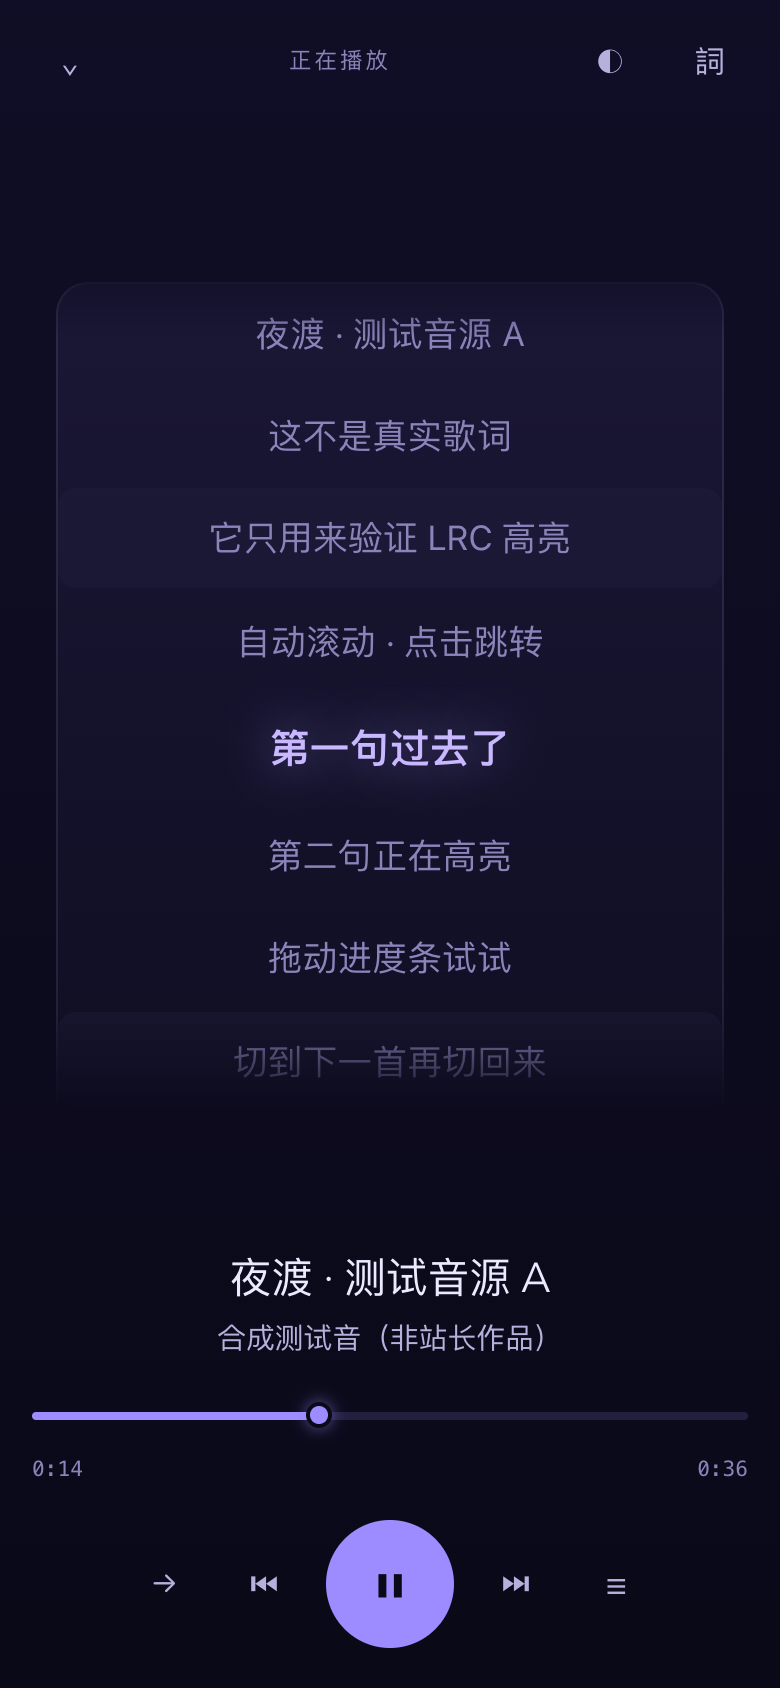 正在播放
詞
夜渡 · 测试音源 A
这不是真实歌词
它只用来验证 LRC 高亮
自动滚动 · 点击跳转
第一句过去了
第二句正在高亮
拖动进度条试试
切到下一首再切回来
夜渡 · 测试音源 A
合成测试音（非站长作品）
0:14
0:36